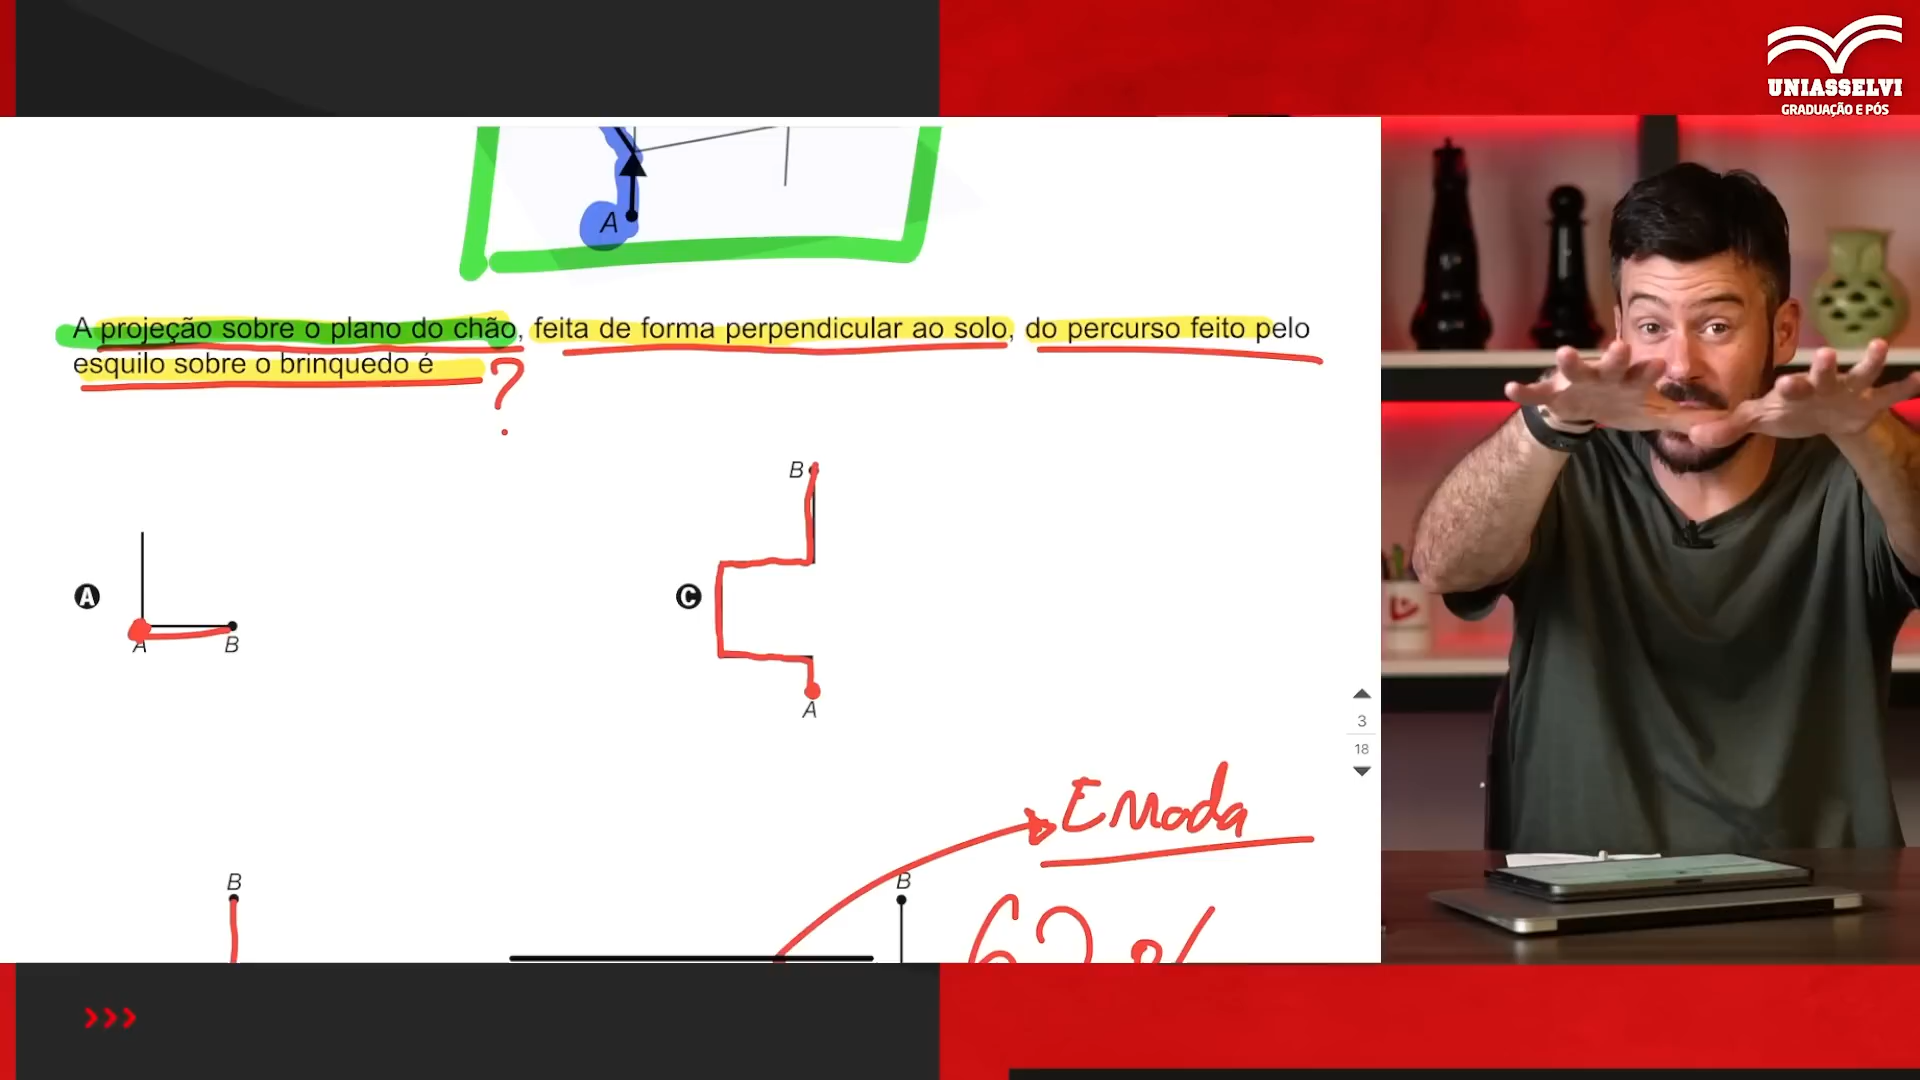 UNIASSELVI
GRADUAÇÃO E PÓS
A
A projeção sobre o plano do chão, feita de forma perpendicular ao solo, do percurso feito pelo
esquilo sobre o brinquedo é
?
B
A
C
A
B
A
3
18
E Moda
B
B
62 %